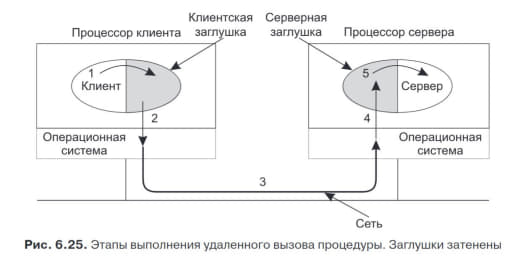 Процессор клиента
Клиентская
заглушка
Серверная
заглушка
Процессор сервера
1
Клиент
5
Сервер
2
4
Операционная
система
Операционная
система
3
Сеть
Рис. 6.25. Этапы выполнения удаленного вызова процедуры. Заглушки затенены